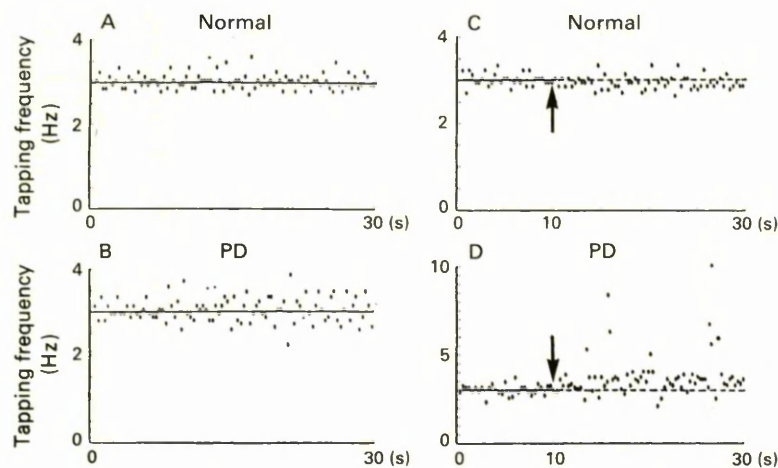 A Normal
Tapping frequency
(Hz)
4
2
0
0 30 (s)
C Normal
4
2
0
0 10 30 (s)
B PD
Tapping frequency
(Hz)
4
2
0
0 30 (s)
D PD
10
5
0
0 10 30 (s)